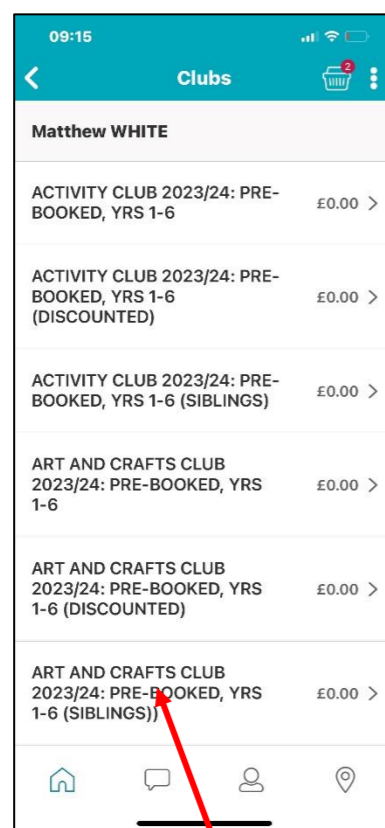 09:15
Clubs
2
Matthew WHITE
ACTIVITY CLUB 2023/24: PRE-
BOOKED, YRS 1-6
£0.00
ACTIVITY CLUB 2023/24: PRE-
BOOKED, YRS 1-6
(DISCOUNTED)
£0.00
ACTIVITY CLUB 2023/24: PRE-
BOOKED, YRS 1-6 (SIBLINGS)
£0.00
ART AND CRAFTS CLUB
2023/24: PRE-BOOKED, YRS
1-6
£0.00
ART AND CRAFTS CLUB
2023/24: PRE-BOOKED, YRS
1-6 (DISCOUNTED)
£0.00
ART AND CRAFTS CLUB
2023/24: PRE-BOOKED, YRS
1-6 (SIBLINGS))
£0.00